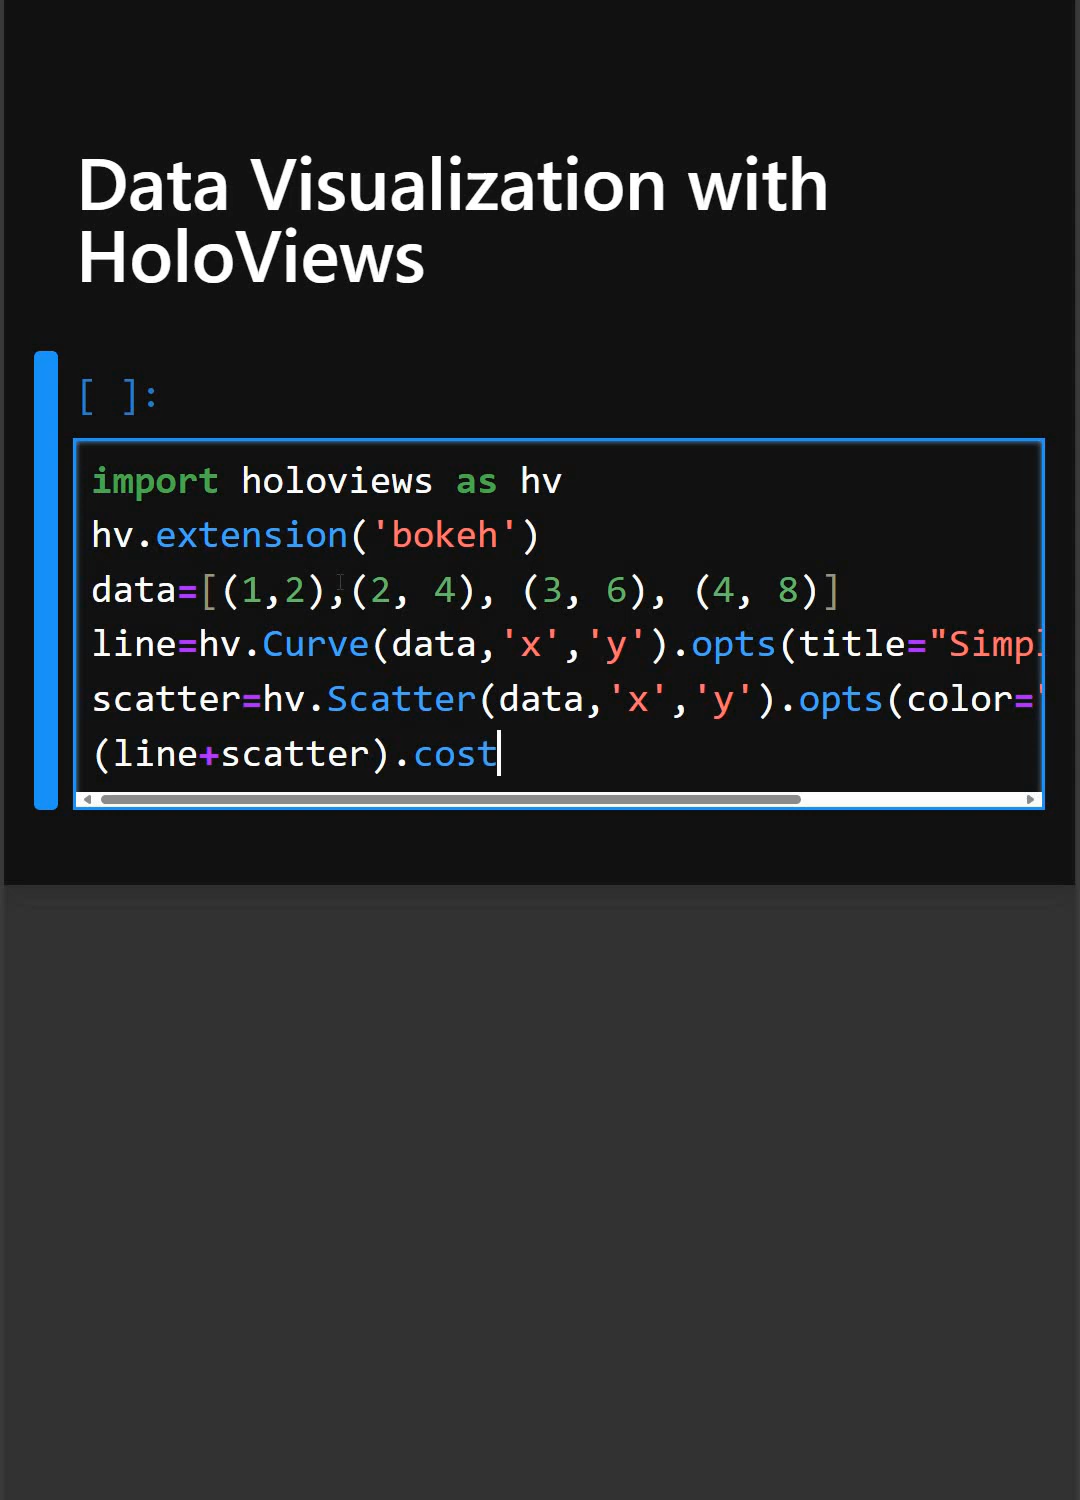 Data Visualization with
HoloViews
[ ]:
import holoviews as hv
hv.extension('bokeh')
data=[(1,2),(2, 4), (3, 6), (4, 8)]
line=hv.Curve(data,'x','y').opts(title="Simpl
scatter=hv.Scatter(data,'x','y').opts(color='
(line+scatter).cost